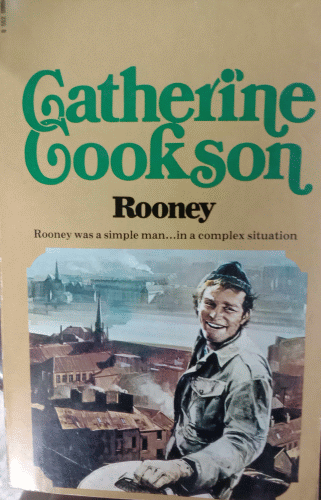 Catherine
Cookson
Rooney
Rooney was a simple man...in a complex situation